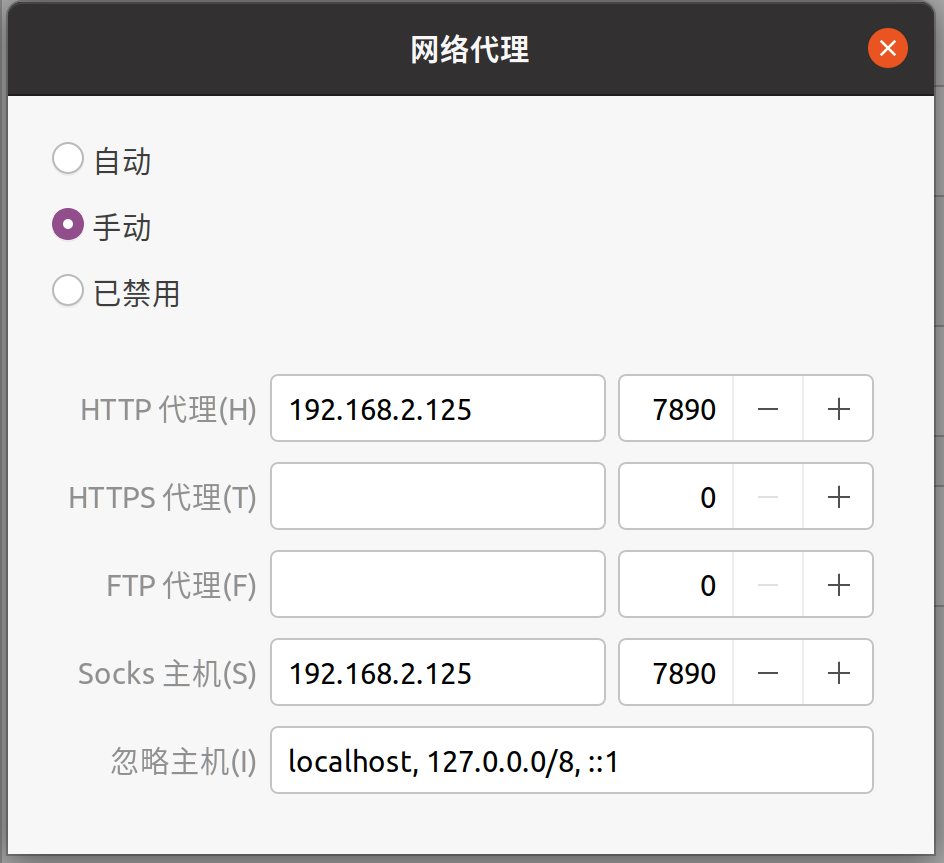 网络代理
自动
手动
已禁用
HTTP 代理(H) 192.168.2.125 7890 — +
HTTPS 代理(T) 0 — +
FTP 代理(F) 0 — +
Socks 主机(S) 192.168.2.125 7890 — +
忽略主机(I) localhost, 127.0.0.0/8, ::1